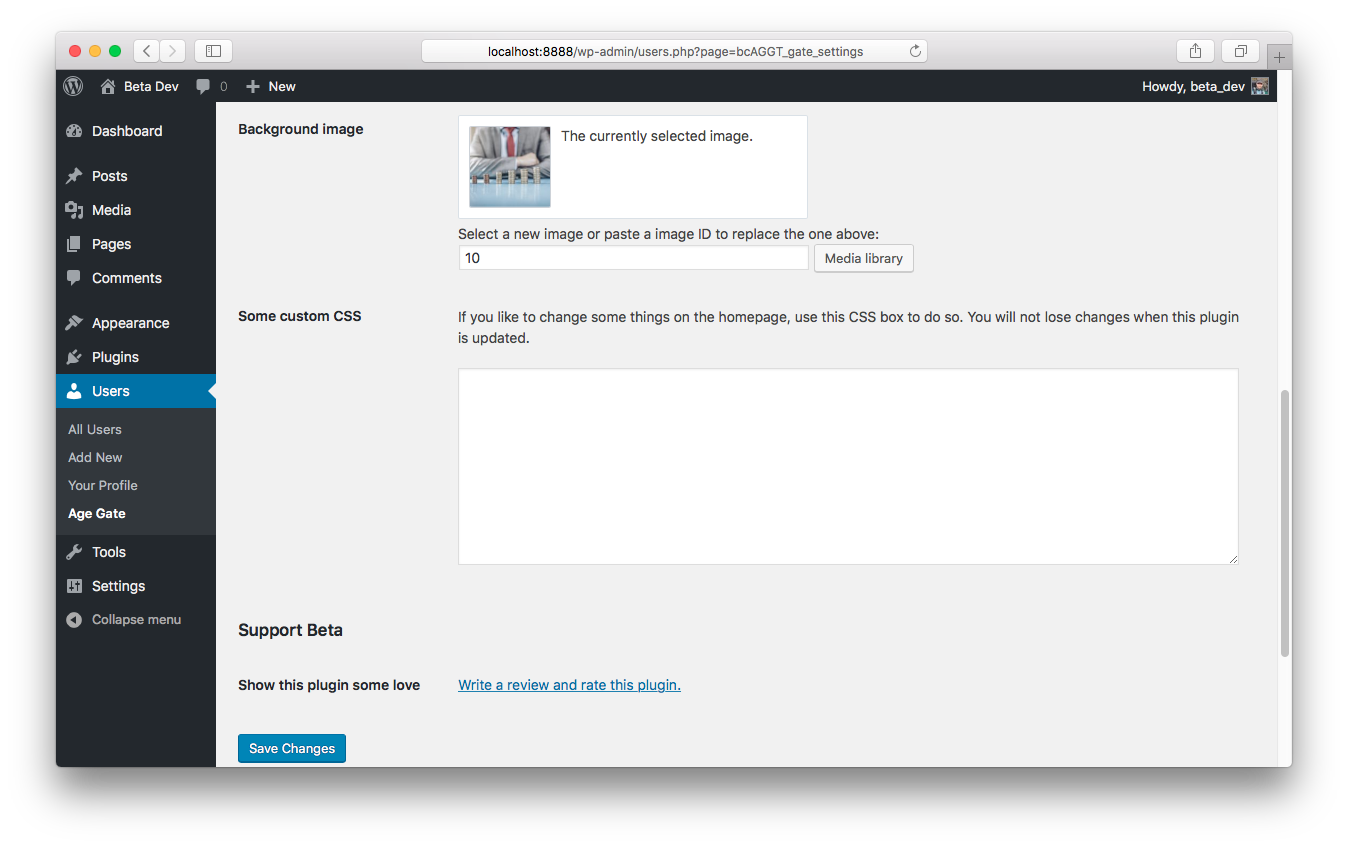 localhost:8888/wp-admin/users.php?page=bcAGGT_gate_settings
Beta Dev 0 New Howdy, beta_dev
Dashboard
Posts
Media
Pages
Comments
Appearance
Plugins
Users
All Users
Add New
Your Profile
Age Gate
Tools
Settings
Collapse menu
Background image
The currently selected image.
Select a new image or paste a image ID to replace the one above:
10 Media library
Some custom CSS
If you like to change some things on the homepage, use this CSS box to do so. You will not lose changes when this plugin
is updated.
Support Beta
Show this plugin some love Write a review and rate this plugin.
Save Changes